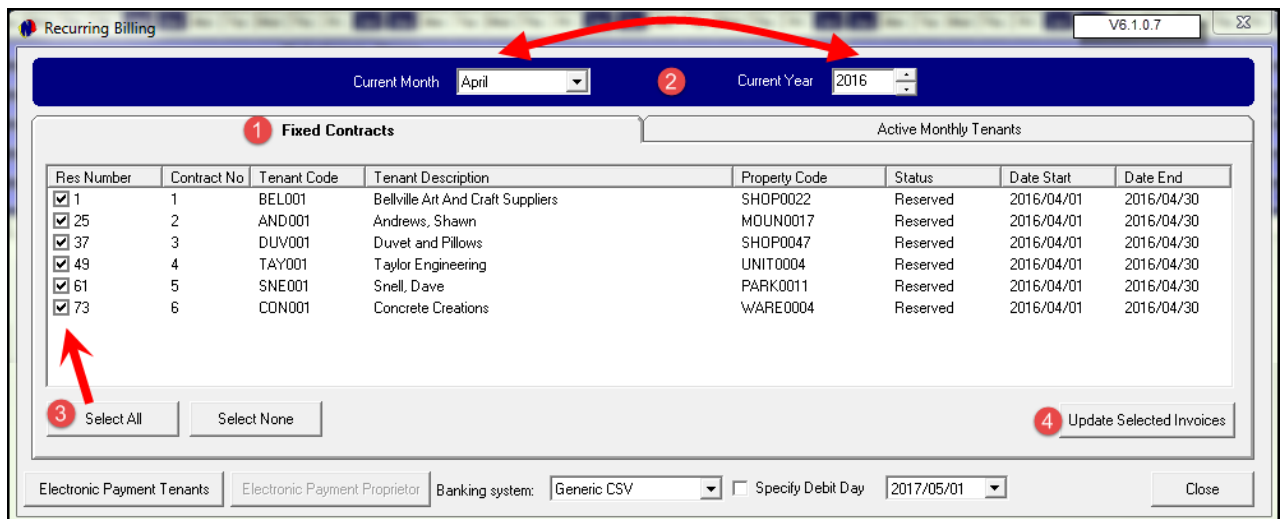 Recurring Billing V6.1.0.7
Current Month April 2 Current Year 2016
1 Fixed Contracts Active Monthly Tenants
Res Number Contract No Tenant Code Tenant Description Property Code Status Date Start Date End
1 1 BEL001 Bellville Art And Craft Suppliers SHOP0022 Reserved 2016/04/01 2016/04/30
25 2 AND001 Andrews, Shawn MOUN0017 Reserved 2016/04/01 2016/04/30
37 3 DUV001 Duvet and Pillows SHOP0047 Reserved 2016/04/01 2016/04/30
49 4 TAY001 Taylor Engineering UNIT0004 Reserved 2016/04/01 2016/04/30
61 5 SNE001 Snell, Dave PARK0011 Reserved 2016/04/01 2016/04/30
73 6 CON001 Concrete Creations WARE0004 Reserved 2016/04/01 2016/04/30
3 Select All Select None 4 Update Selected Invoices
Electronic Payment Tenants Electronic Payment Proprietor Banking system: Generic CSV Specify Debit Day 2017/05/01 Close